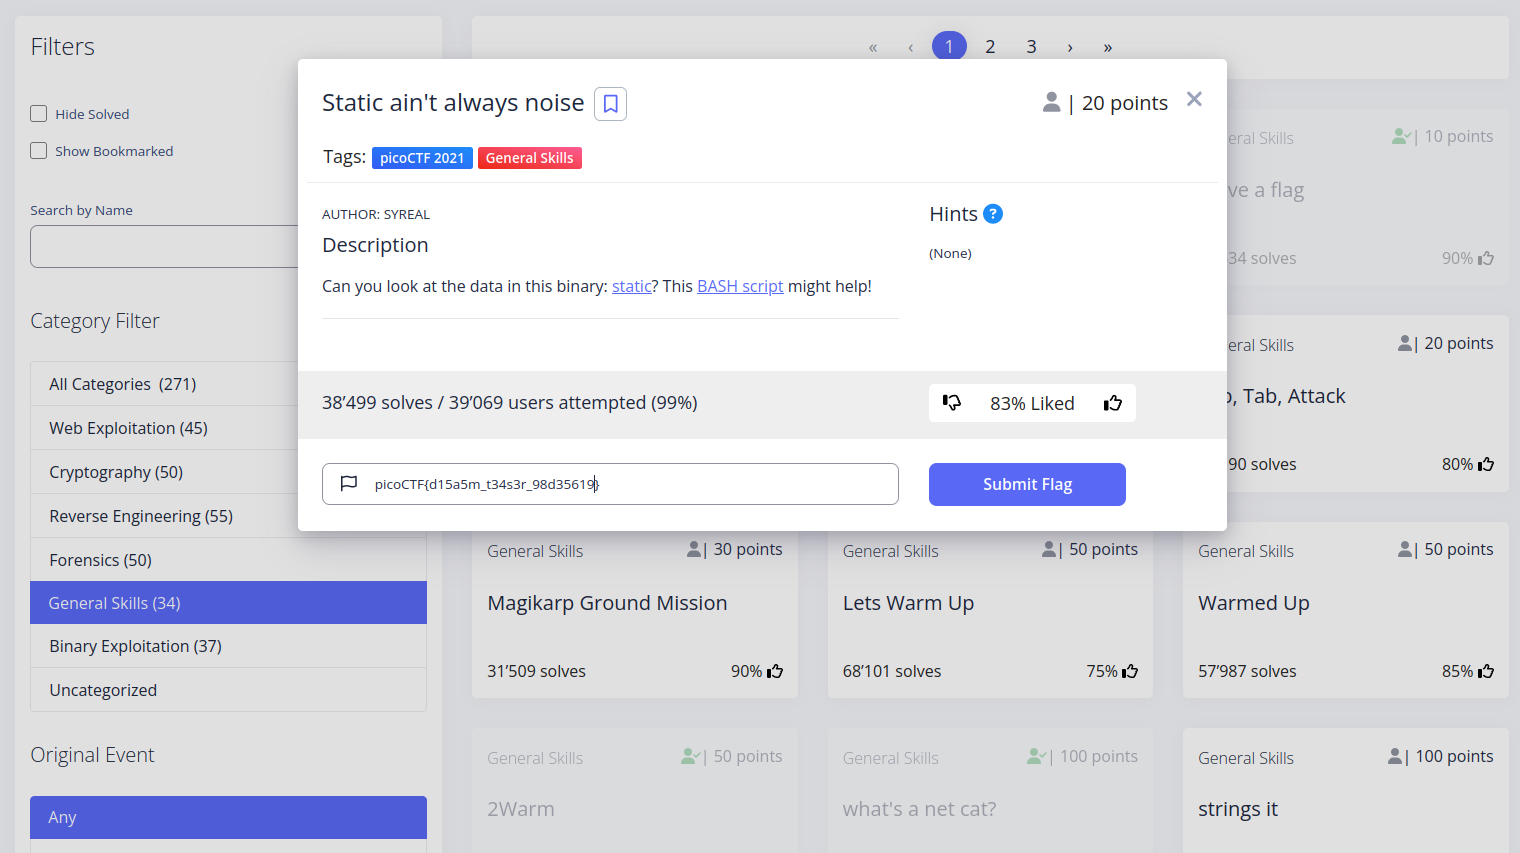 Filters
Hide Solved
Show Bookmarked
Search by Name
Category Filter
All Categories (271)
Web Exploitation (45)
Cryptography (50)
Reverse Engineering (55)
Forensics (50)
General Skills (34)
Binary Exploitation (37)
Uncategorized
Original Event
Any
« ‹ 1 2 3 › »
Static ain't always noise
| 20 points
Tags: picoCTF 2021 General Skills
AUTHOR: SYREAL
Description
Can you look at the data in this binary: static? This BASH script might help!
Hints ?
(None)
38’499 solves / 39’069 users attempted (99%)
83% Liked
picoCTF{d15a5m_t34s3r_98d35619}
Submit Flag
eral Skills
| 10 points
ve a flag
34 solves
90%
eral Skills
| 20 points
, Tab, Attack
90 solves
80%
General Skills
| 30 points
Magikarp Ground Mission
31’509 solves
90%
General Skills
| 50 points
Lets Warm Up
68’101 solves
75%
General Skills
| 50 points
Warmed Up
57’987 solves
85%
General Skills
| 50 points
2Warm
General Skills
| 100 points
what's a net cat?
General Skills
| 100 points
strings it